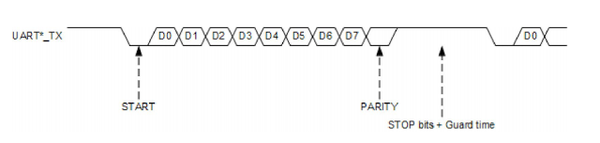 UART*_TX D0 D1 D2 D3 D4 D5 D6 D7 D0
START PARITY
STOP bits + Guard time